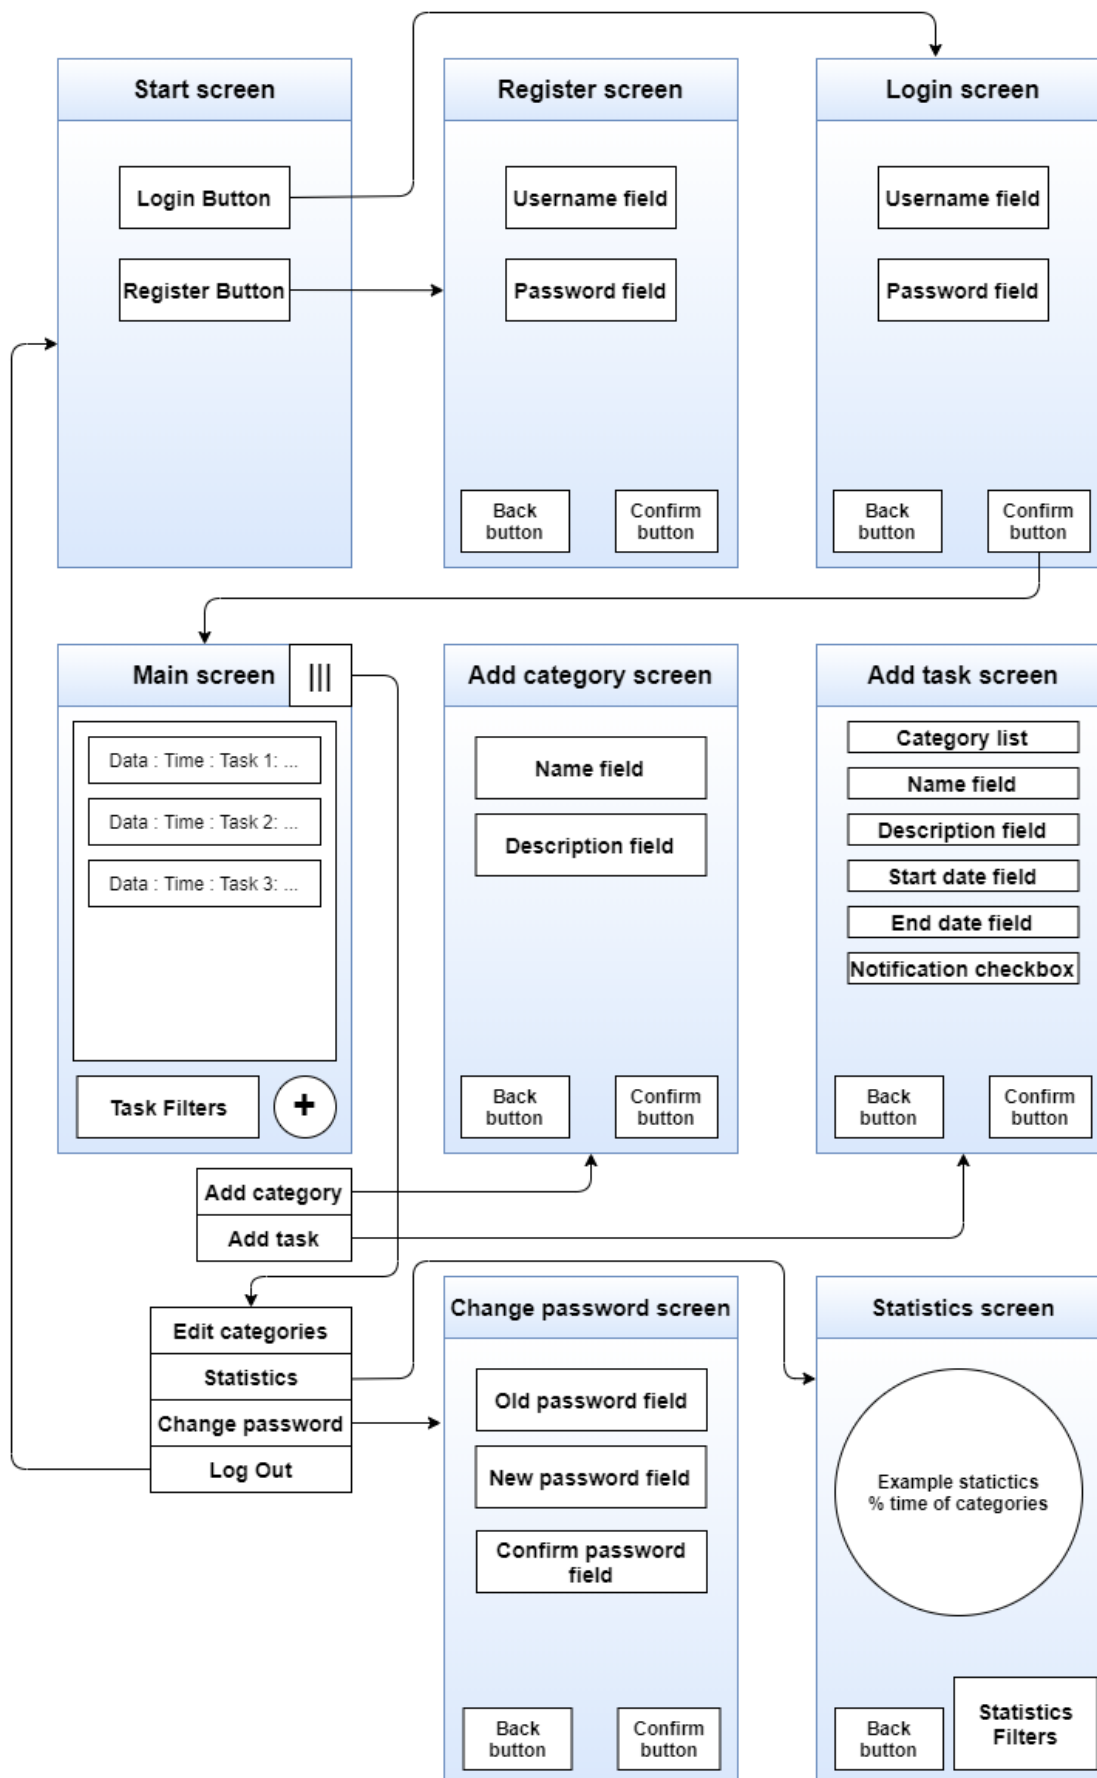 Start screen
Login Button
Register Button
Register screen
Username field
Password field
Back
button
Confirm
button
Login screen
Username field
Password field
Back
button
Confirm
button
Main screen
|||
Data : Time : Task 1: ...
Data : Time : Task 2: ...
Data : Time : Task 3: ...
Task Filters
+
Add category
Add task
Add category screen
Name field
Description field
Back
button
Confirm
button
Add task screen
Category list
Name field
Description field
Start date field
End date field
Notification checkbox
Back
button
Confirm
button
Edit categories
Statistics
Change password
Log Out
Change password screen
Old password field
New password field
Confirm password
field
Back
button
Confirm
button
Statistics screen
Example statictics
% time of categories
Back
button
Statistics
Filters